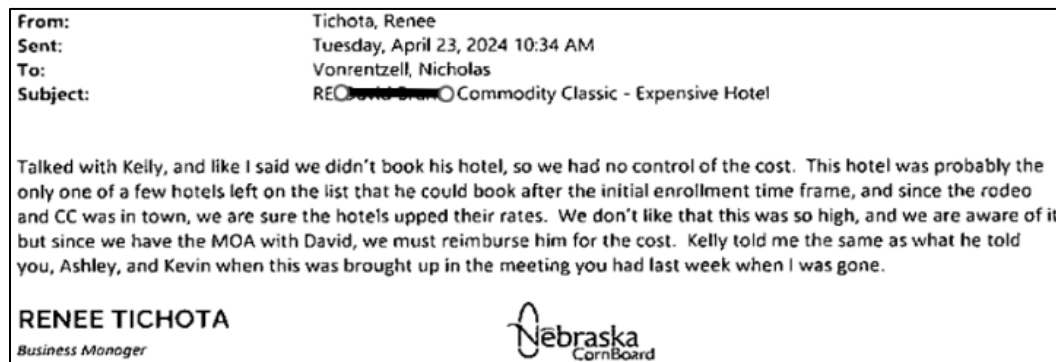 From: Tichota, Renee
Sent: Tuesday, April 23, 2024 10:34 AM
To: Vonrentzell, Nicholas
Subject: RE Commodity Classic - Expensive Hotel
Talked with Kelly, and like I said we didn't book his hotel, so we had no control of the cost. This hotel was probably the
only one of a few hotels left on the list that he could book after the initial enrollment time frame, and since the rodeo
and CC was in town, we are sure the hotels upped their rates. We don't like that this was so high, and we are aware of it
but since we have the MOA with David, we must reimburse him for the cost. Kelly told me the same as what he told
you, Ashley, and Kevin when this was brought up in the meeting you had last week when I was gone.
RENEE TICHOTA
Business Manager
Nebraska
CornBoard